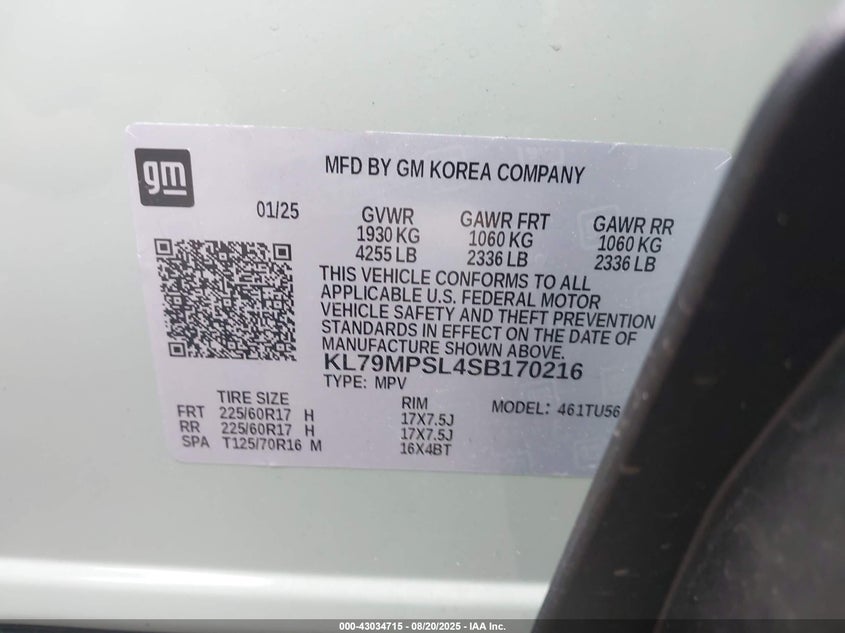 gm
MFD BY GM KOREA COMPANY
01/25
GVWR GAWR FRT GAWR RR
1930 KG 1060 KG 1060 KG
4255 LB 2336 LB 2336 LB
THIS VEHICLE CONFORMS TO ALL
APPLICABLE U.S. FEDERAL MOTOR
VEHICLE SAFETY AND THEFT PREVENTION
STANDARDS IN EFFECT ON THE DATE OF
MANUFACTURE SHOWN ABOVE.
KL79MPSL4SB170216
TYPE: MPV
TIRE SIZE RIM MODEL: 461TU56
FRT 225/60R17 H 17X7.5J
RR 225/60R17 H 17X7.5J
SPA T125/70R16 M 16X4BT
000-43034715 - 08/20/2025 - IAA Inc.